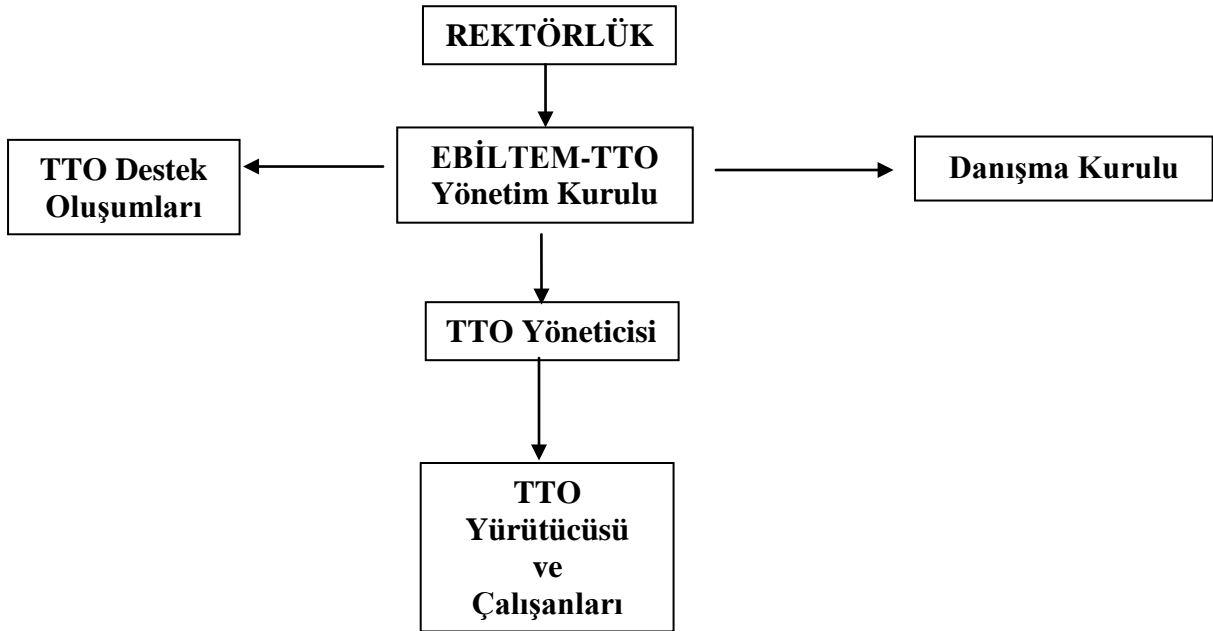 REKTÖRLÜK
EBİLTEM-TTO
Yönetim Kurulu
TTO Destek
Oluşumları
Danışma Kurulu
TTO Yöneticisi
TTO
Yürütücüsü
ve
Çalışanları